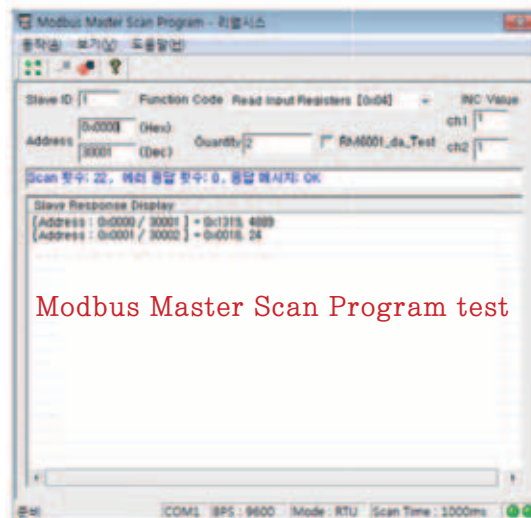 Modbus Master Scan Program - 리얼시스
동작(A) 보기(V) 도움말(H)
Slave ID 1 Function Code Read Input Registers [0x04] INC Value
Address 0x0000 (Hex) ch1 1
30001 (Dec) Quantity 2 RM6001_da_Test ch2 1
Scan 횟수: 22, 에러 응답 횟수: 0, 응답 메시지: OK
Slave Response Display
[Address : 0x0000 / 30001 ] = 0x1319, 4889
[Address : 0x0001 / 30002 ] = 0x0018, 24
Modbus Master Scan Program test
준비 COM1 BPS : 9600 Mode : RTU Scan Time : 1000ms